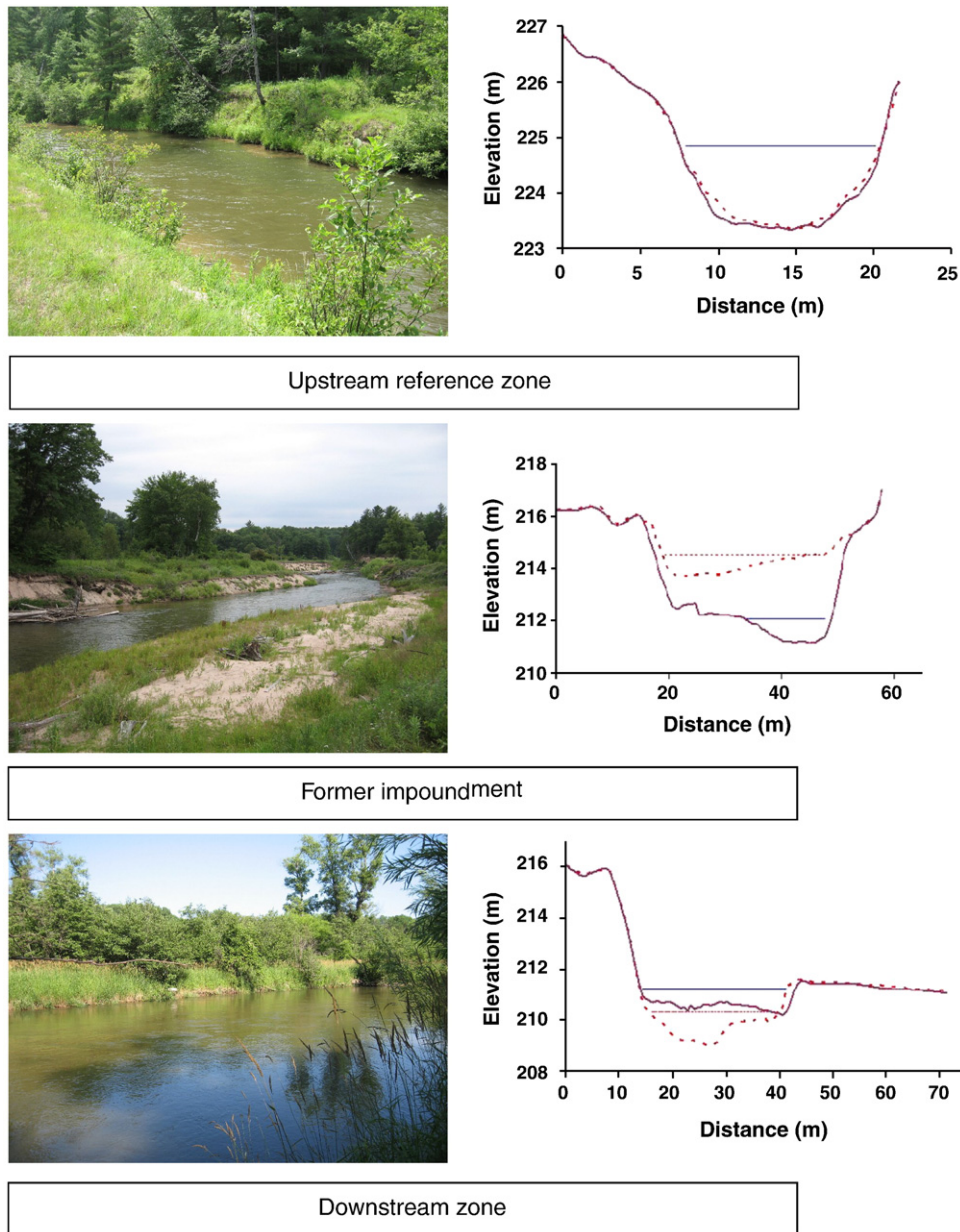 227
226
225
224
223
Elevation (m)
0 5 10 15 20 25
Distance (m)
Upstream reference zone
218
216
214
212
210
Elevation (m)
0 20 40 60
Distance (m)
Former impoundment
216
214
212
210
208
Elevation (m)
0 10 20 30 40 50 60 70
Distance (m)
Downstream zone